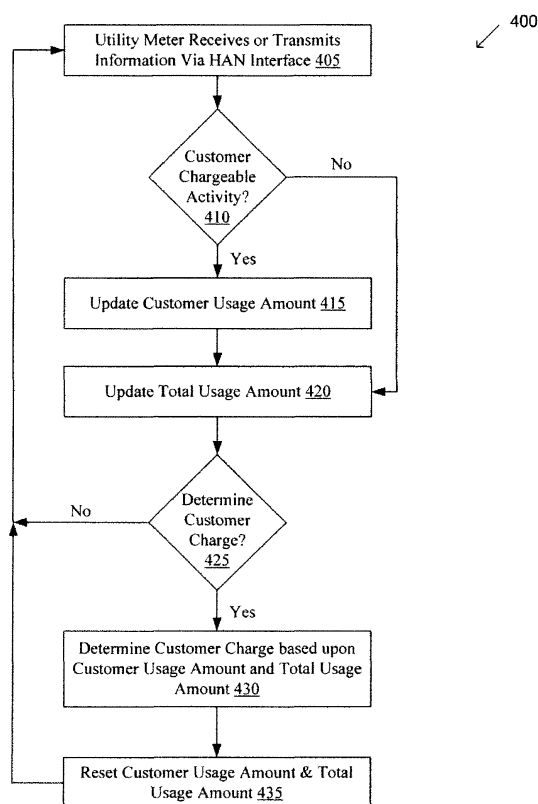 400
Utility Meter Receives or Transmits
Information Via HAN Interface 405
Customer
Chargeable
Activity?
410
No
Yes
Update Customer Usage Amount 415
Update Total Usage Amount 420
Determine
Customer
Charge?
425
No
Yes
Determine Customer Charge based upon
Customer Usage Amount and Total Usage
Amount 430
Reset Customer Usage Amount & Total
Usage Amount 435